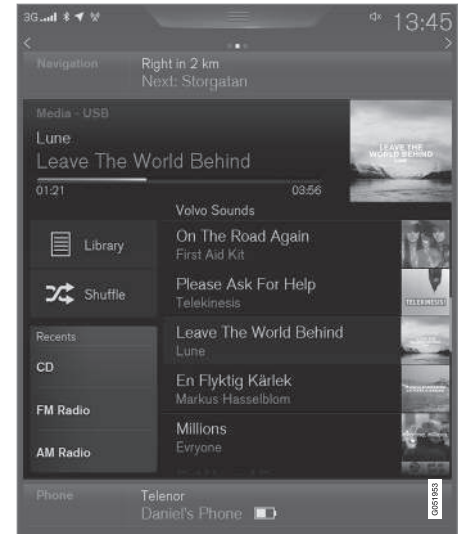 3G 13:45
Navigation
Right in 2 km
Next: Storgatan
Media - USB
Lune
Leave The World Behind
01:21 03:56
LEAVE THE
WORLD BEHIND
Volvo Sounds
Library
Shuffle
Recents
CD
FM Radio
AM Radio
On The Road Again
First Aid Kit
Please Ask For Help
Telekinesis
TELEKINESIS!
Leave The World Behind
Lune
En Flyktig Kärlek
Markus Hasselblom
Millions
Evryone
Phone
Telenor
Daniel's Phone
G051953